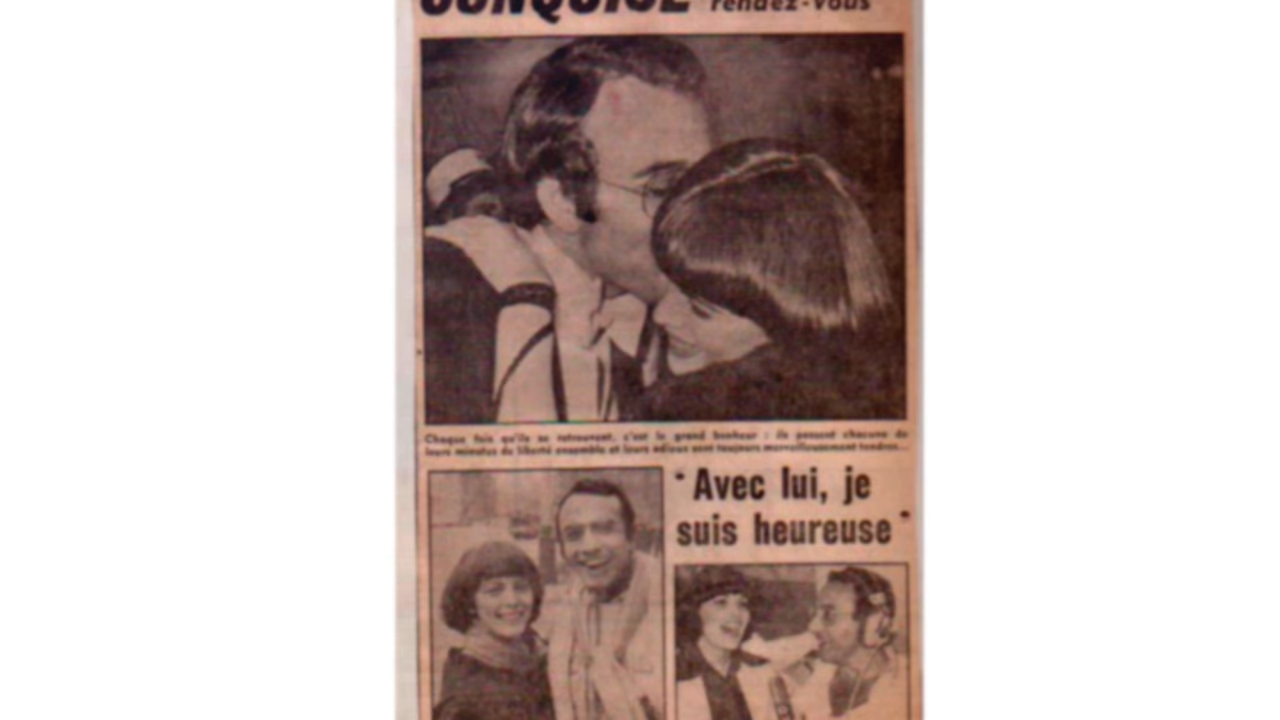 CONQUISE rendez-vous
Chaque fois qu'ils se retrouvent, c'est le grand bonheur : ils passent chacune de
leurs minutes de liberté ensemble et leurs adieux sont toujours merveilleusement tendres...
"Avec lui, je
suis heureuse"